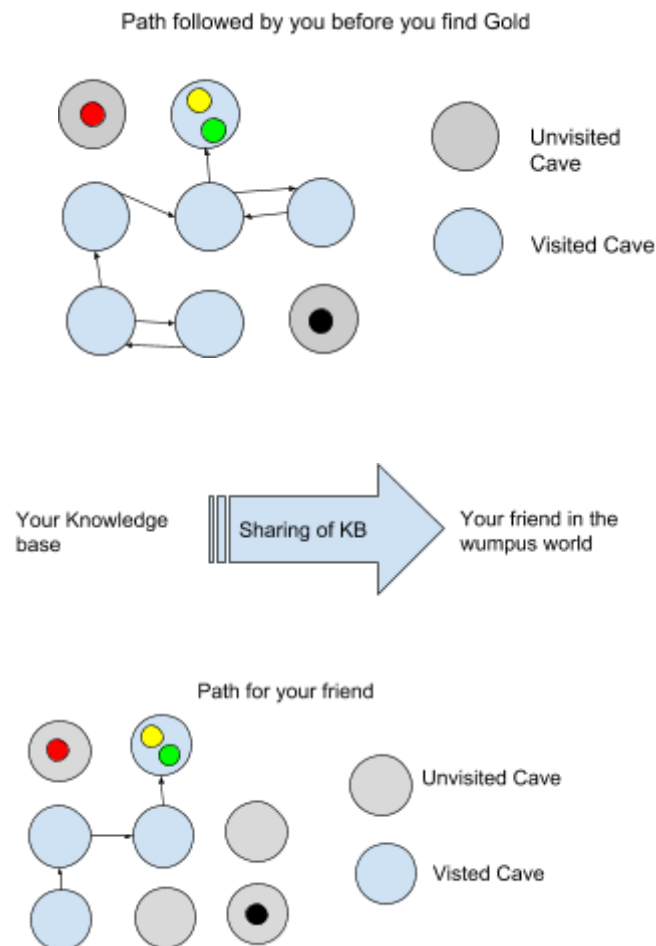 Path followed by you before you find Gold
Unvisited
Cave
Visited Cave
Your Knowledge
base
Sharing of KB
Your friend in the
wumpus world
Path for your friend
Unvisited Cave
Visted Cave